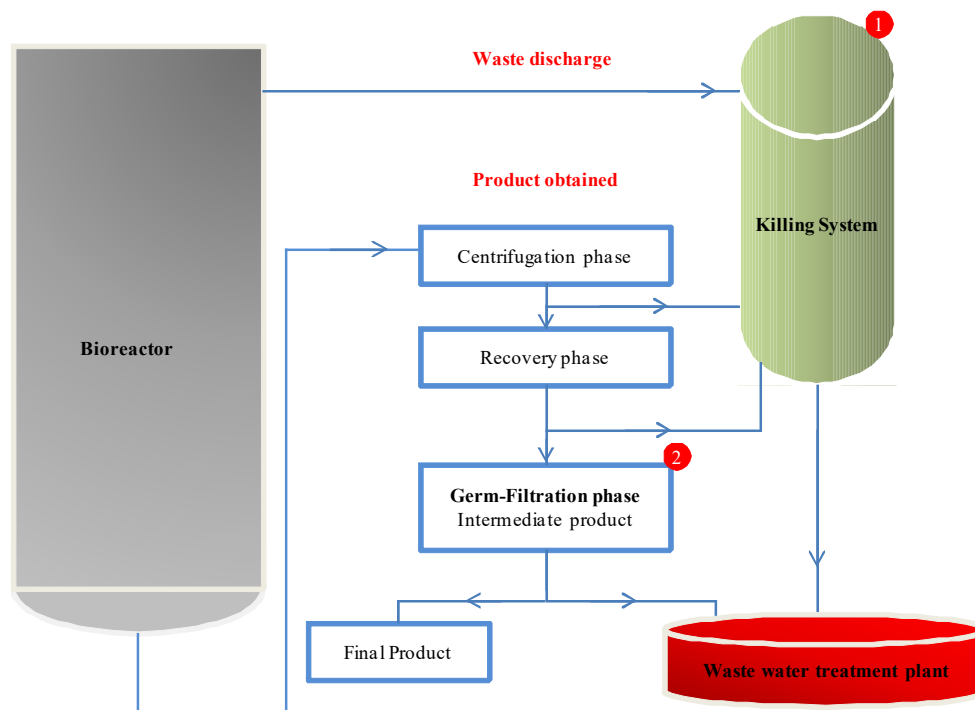 1
Waste discharge
Product obtained
Killing System
Centrifugation phase
Bioreactor
Recovery phase
2
Germ-Filtration phase
Intermediate product
Final Product
Waste water treatment plant